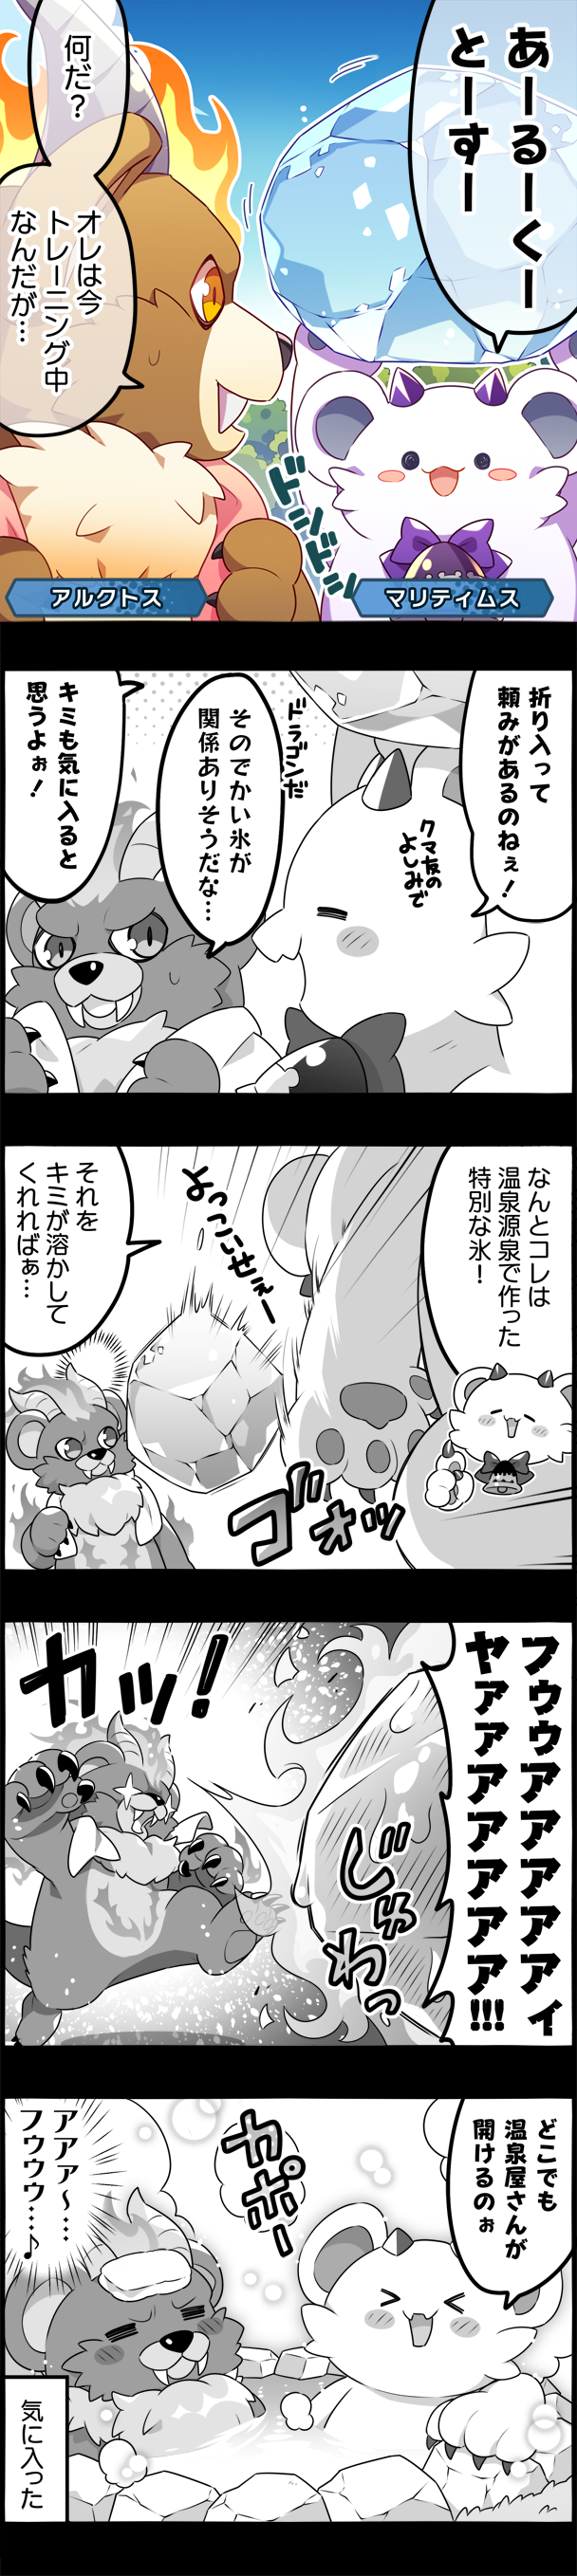 あーるーくー
とーすー
何だ？
オレは今
トレーニング中
なんだが…
ドシドシ
アルクトス
マリティムス
折り入って
頼みがあるのねぇ！
クマ友の
よしみで
ドラゴンだ
そのでかい氷が
関係ありそうだな…
キミも気に入ると
思うよぉ！
なんとコレは
温泉源泉で作った
特別な氷！
よっこいせぇー
それを
キミが溶かして
くれればぁ…
ゴォッ
フゥゥアアアアアィ
ヤァアアアアアア!!!
カッ！
じゅわっ
どこでも
温泉屋さんが
開けるのぉ
カポー
アアァ～…
フゥゥゥ…♪
気に入った